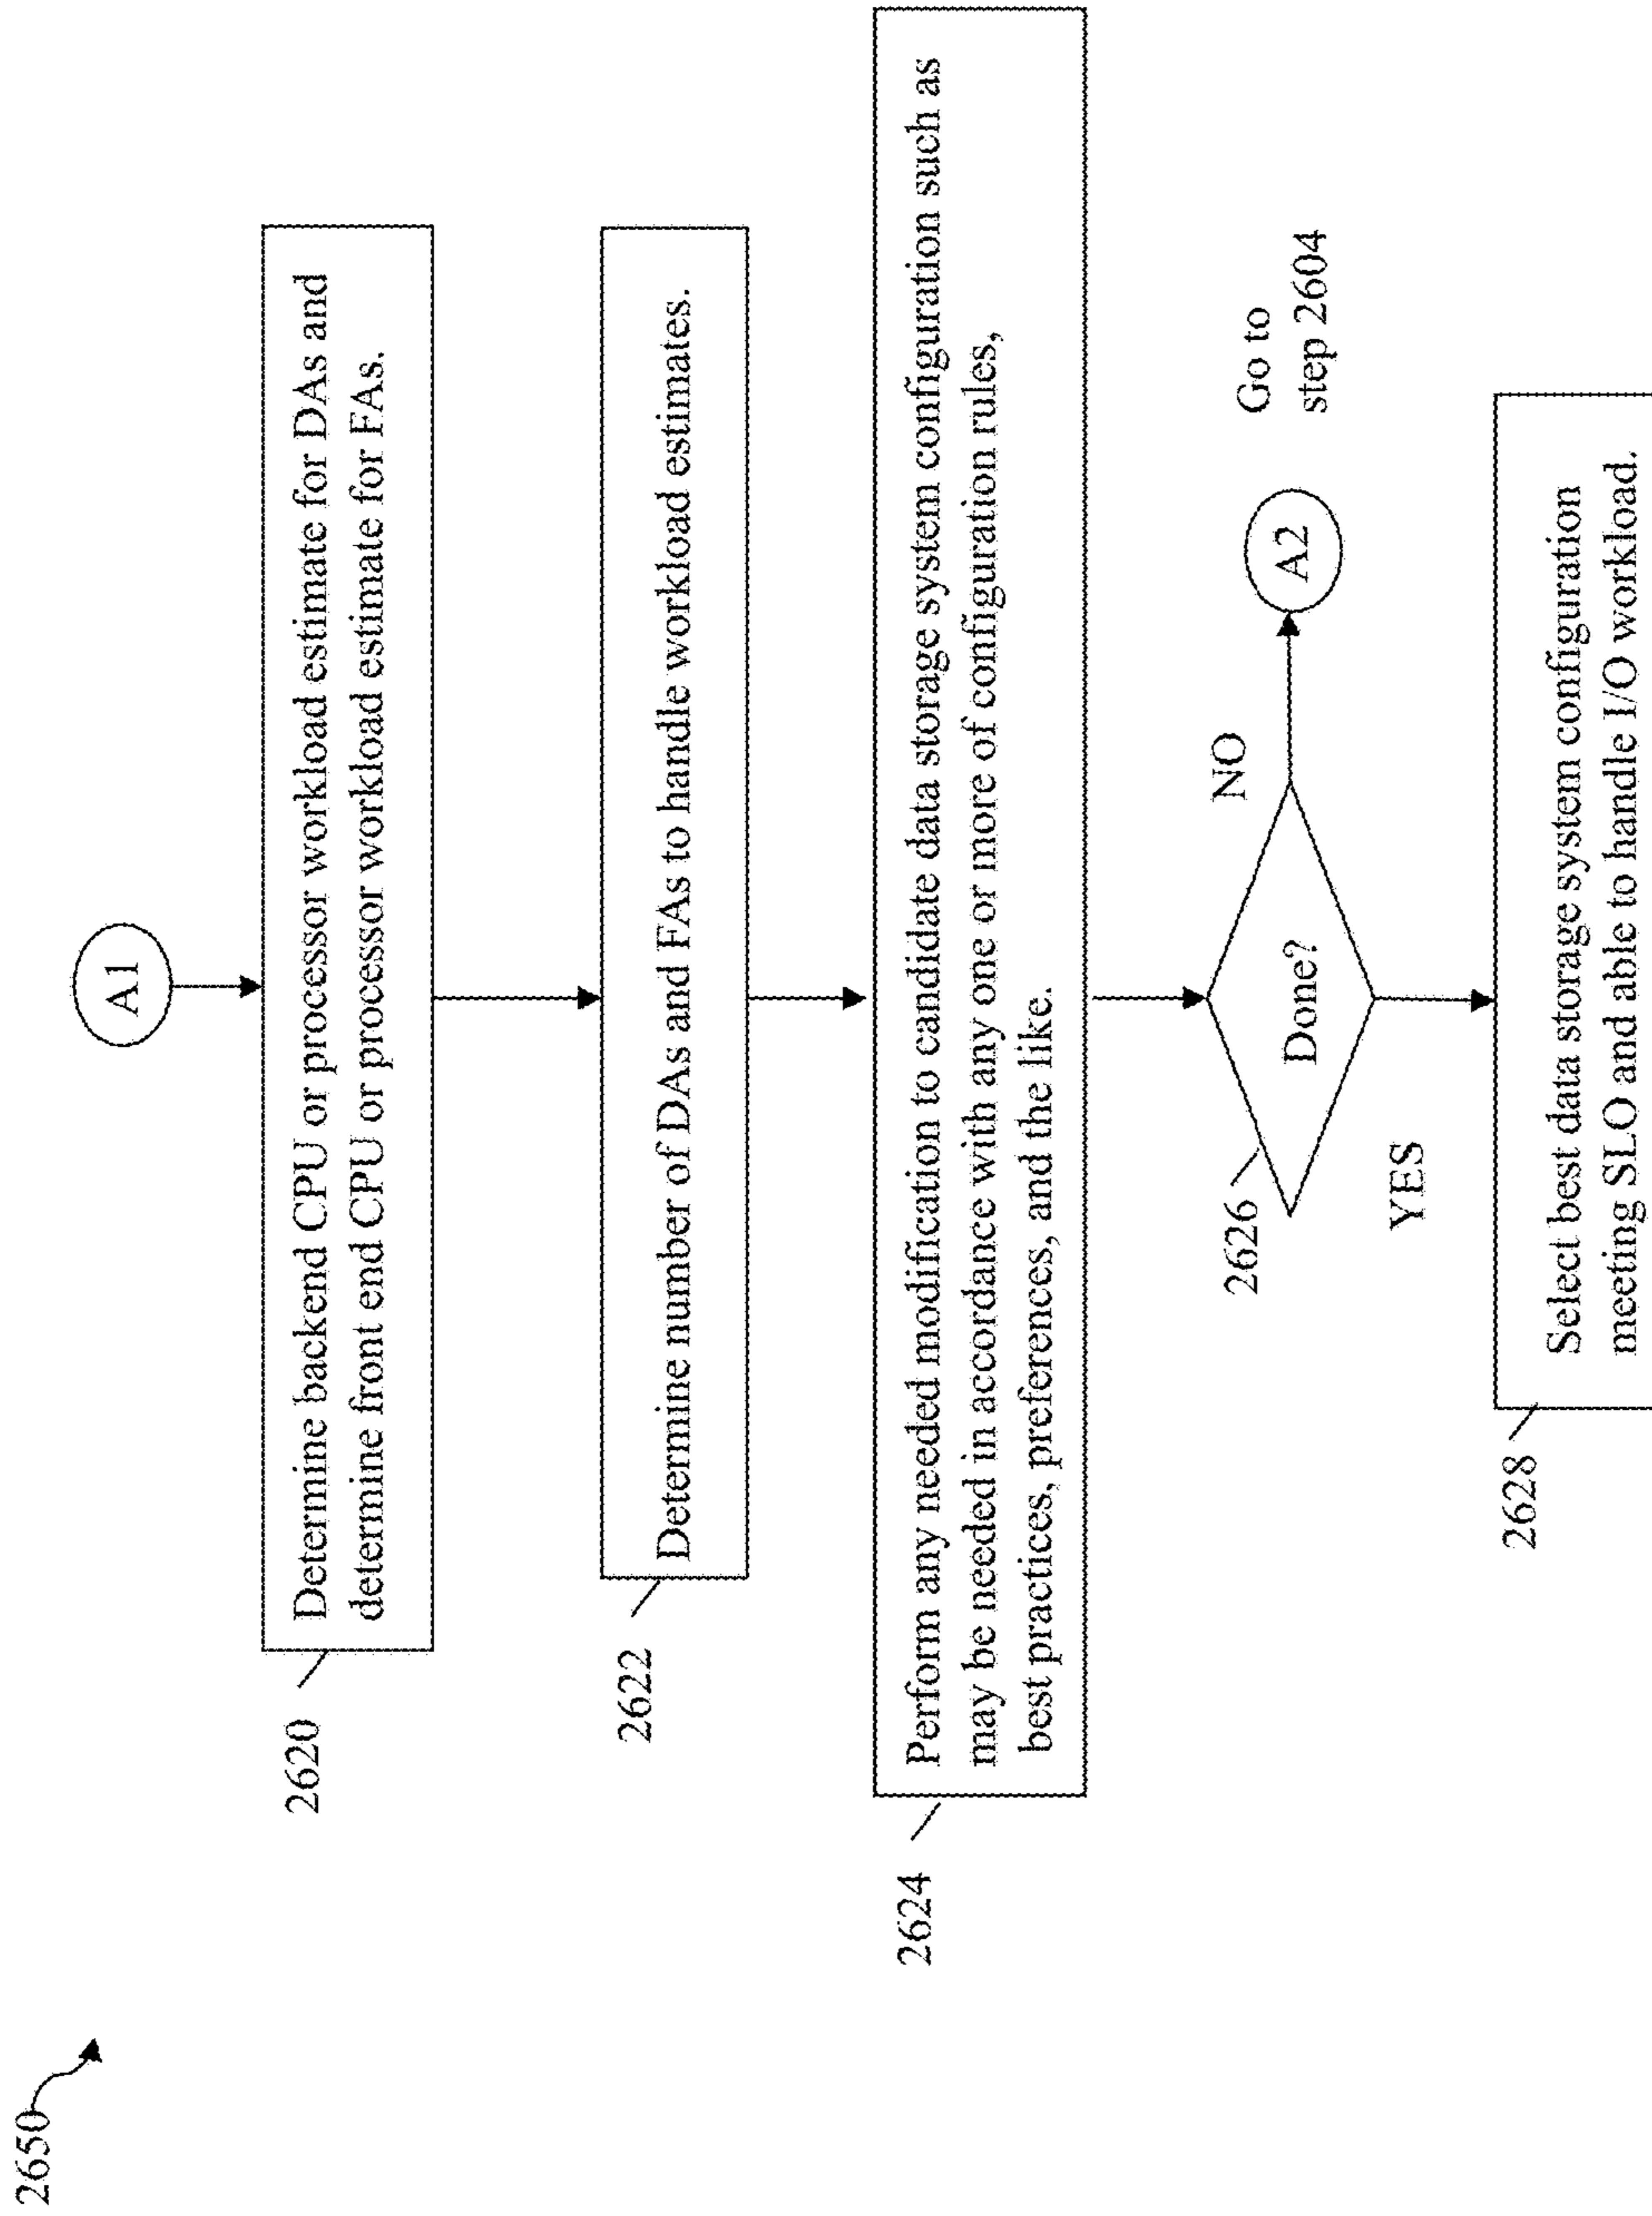 2650
A1
2620
Determine backend CPU or processor workload estimate for DAs and
determine front end CPU or processor workload estimate for FAs.
2622
Determine number of DAs and FAs to handle workload estimates.
2624
Perform any needed modification to candidate data storage system configuration such as
may be needed in accordance with any one or more of configuration rules,
best practices, preferences, and the like.
2626
Done?
NO
A2
Go to
step 2604
YES
2628
Select best data storage system configuration
meeting SLO and able to handle I/O workload.